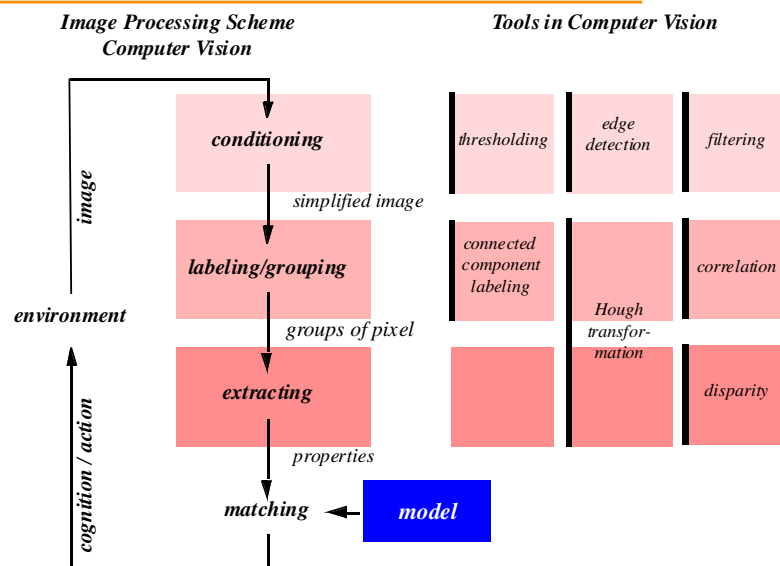 Image Processing Scheme
Computer Vision
Tools in Computer Vision
conditioning
thresholding
edge
detection
filtering
image
simplified image
labeling/grouping
connected
component
labeling
correlation
environment
groups of pixel
Hough
transfor-
mation
extracting
disparity
cognition / action
properties
matching
model